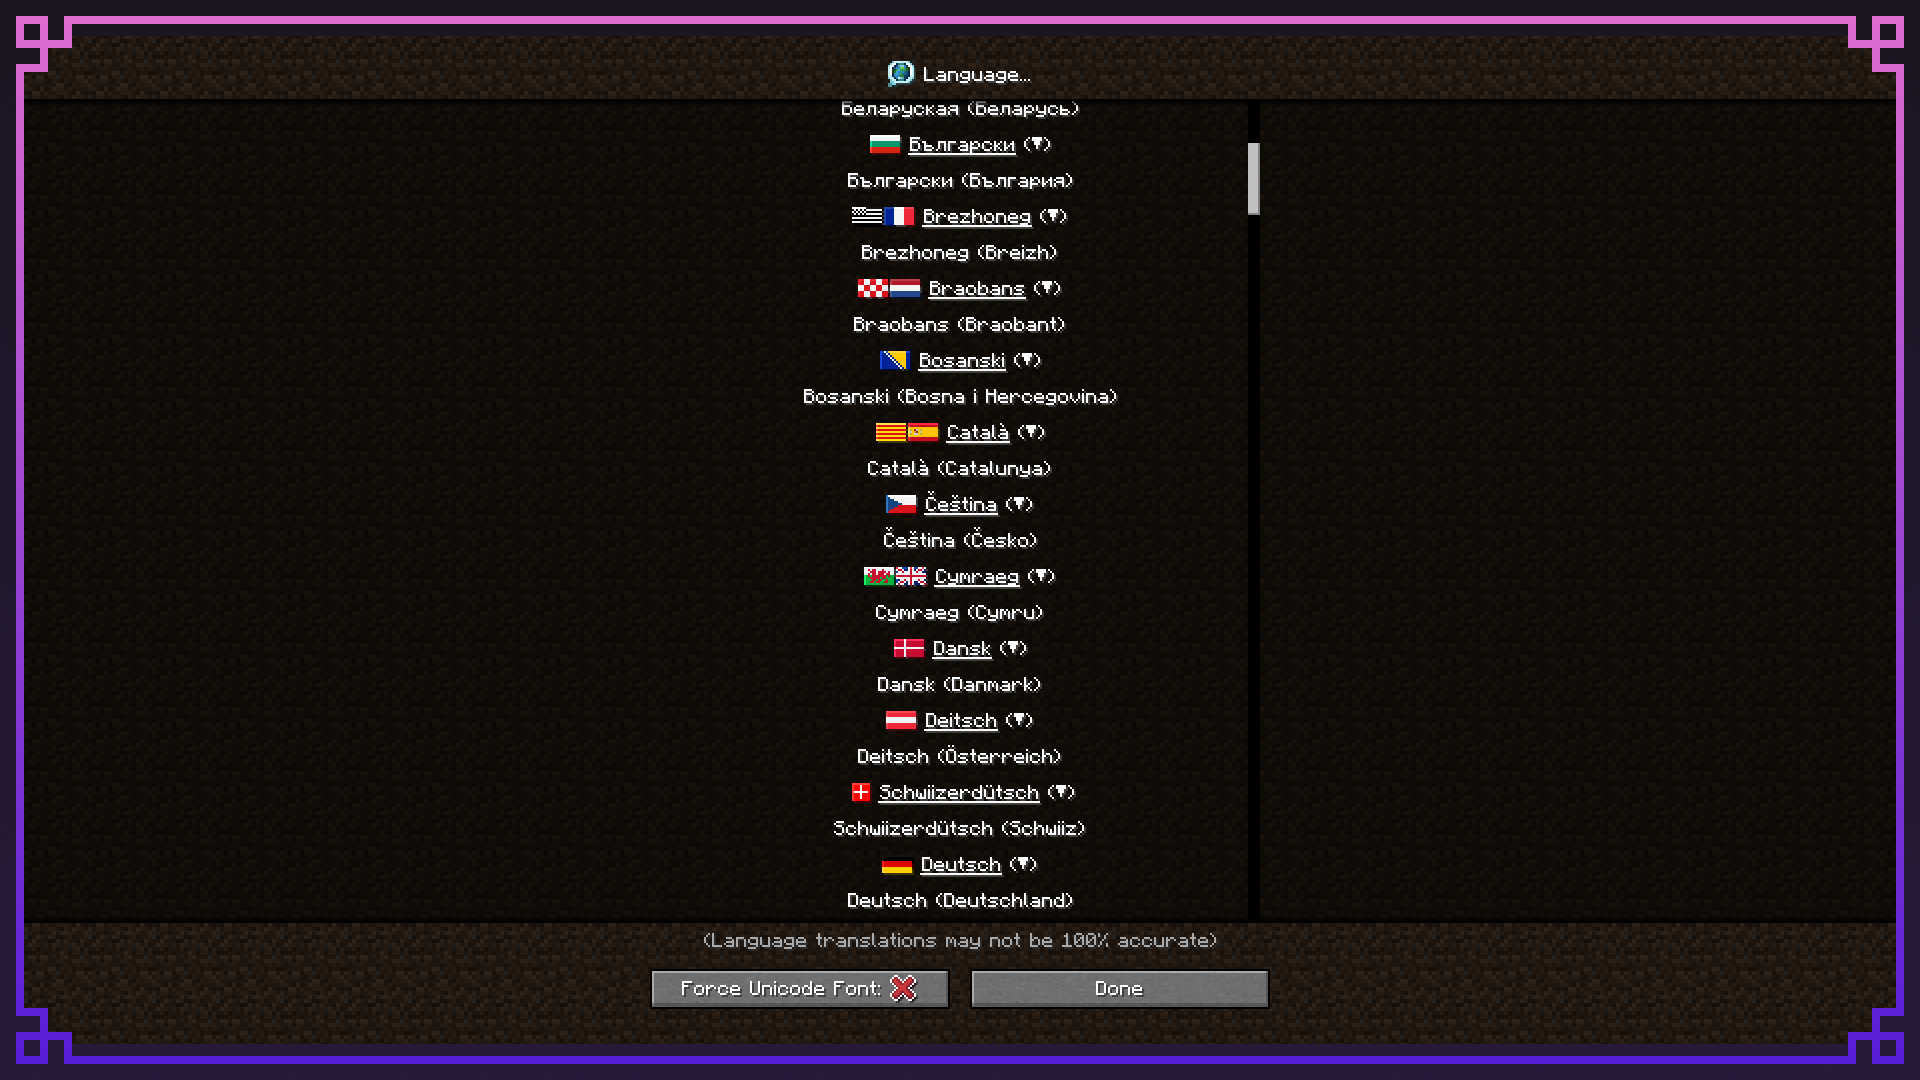 Language...
Беларуская (Беларусь)
Български (▼)
Български (България)
Brezhoneg (▼)
Brezhoneg (Breizh)
Braobans (▼)
Braobans (Braobant)
Bosanski (▼)
Bosanski (Bosna i Hercegovina)
Català (▼)
Català (Catalunya)
Čeština (▼)
Čeština (Česko)
Cymraeg (▼)
Cymraeg (Cymru)
Dansk (▼)
Dansk (Danmark)
Deitsch (▼)
Deitsch (Österreich)
Schwiizerdütsch (▼)
Schwiizerdütsch (Schwiiz)
Deutsch (▼)
Deutsch (Deutschland)
(Language translations may not be 100% accurate)
Force Unicode Font: ❌
Done